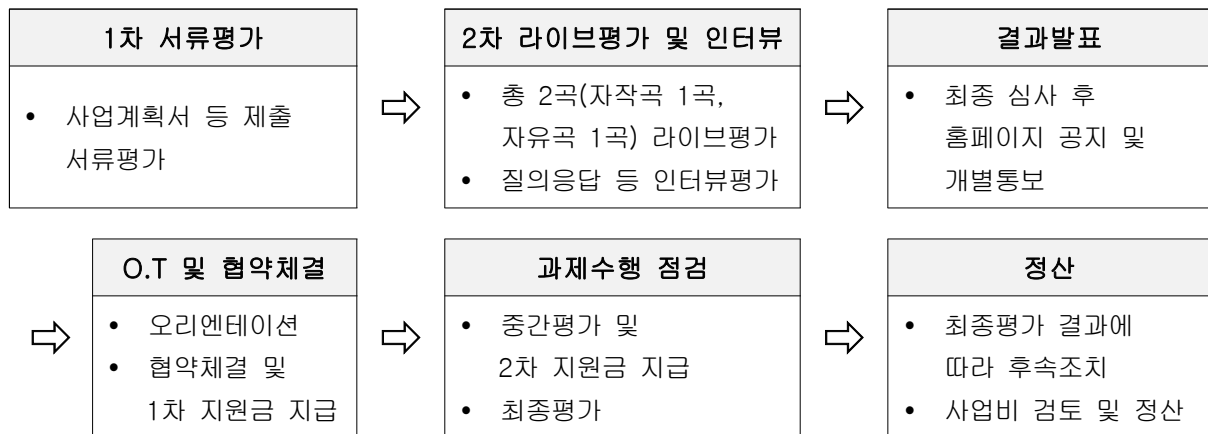 1차 서류평가
• 사업계획서 등 제출
서류평가
2차 라이브평가 및 인터뷰
• 총 2곡(자작곡 1곡,
자유곡 1곡) 라이브평가
• 질의응답 등 인터뷰평가
결과발표
• 최종 심사 후
홈페이지 공지 및
개별통보
O.T 및 협약체결
• 오리엔테이션
• 협약체결 및
1차 지원금 지급
과제수행 점검
• 중간평가 및
2차 지원금 지급
• 최종평가
정산
• 최종평가 결과에
따라 후속조치
• 사업비 검토 및 정산